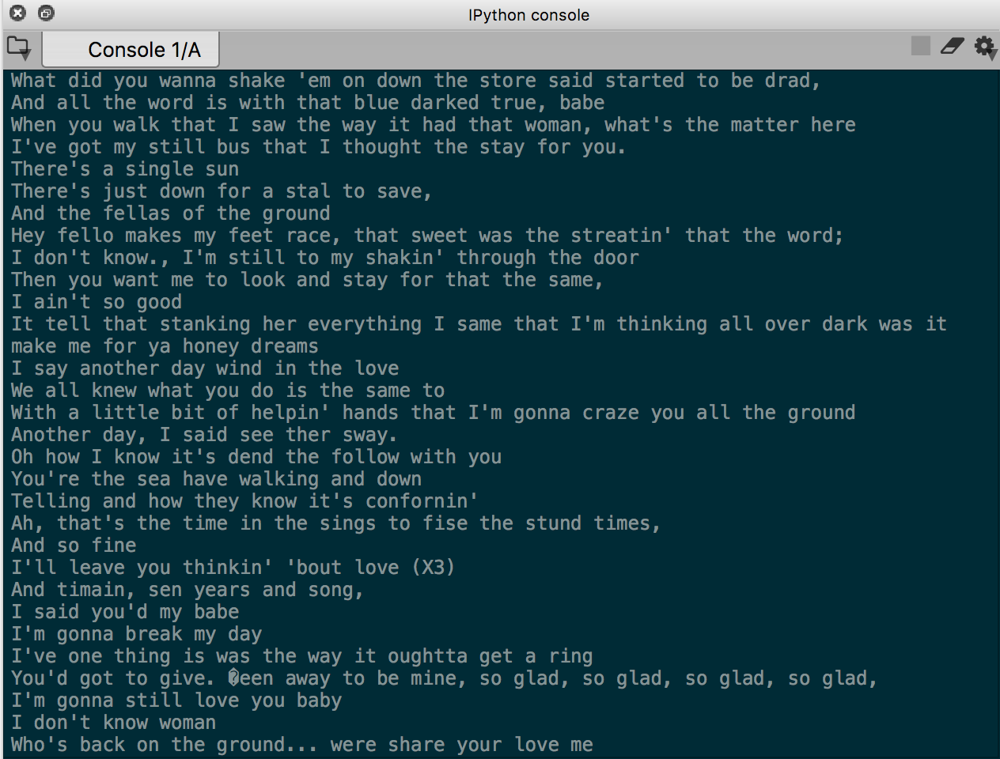 IPython console
Console 1/A
What did you wanna shake 'em on down the store said started to be drad,
And all the word is with that blue darked true, babe
When you walk that I saw the way it had that woman, what's the matter here
I've got my still bus that I thought the stay for you.
There's a single sun
There's just down for a stal to save,
And the fellas of the ground
Hey fello makes my feet race, that sweet was the streatin' that the word;
I don't know., I'm still to my shakin' through the door
Then you want me to look and stay for that the same,
I ain't so good
It tell that stanking her everything I same that I'm thinking all over dark was it
make me for ya honey dreams
I say another day wind in the love
We all knew what you do is the same to
With a little bit of helpin' hands that I'm gonna craze you all the ground
Another day, I said see ther sway.
Oh how I know it's dend the follow with you
You're the sea have walking and down
Telling and how they know it's confornin'
Ah, that's the time in the sings to fise the stund times,
And so fine
I'll leave you thinkin' 'bout love (X3)
And timain, sen years and song,
I said you'd my babe
I'm gonna break my day
I've one thing is was the way it oughtta get a ring
You'd got to give. �een away to be mine, so glad, so glad, so glad, so glad,
I'm gonna still love you baby
I don't know woman
Who's back on the ground... were share your love me